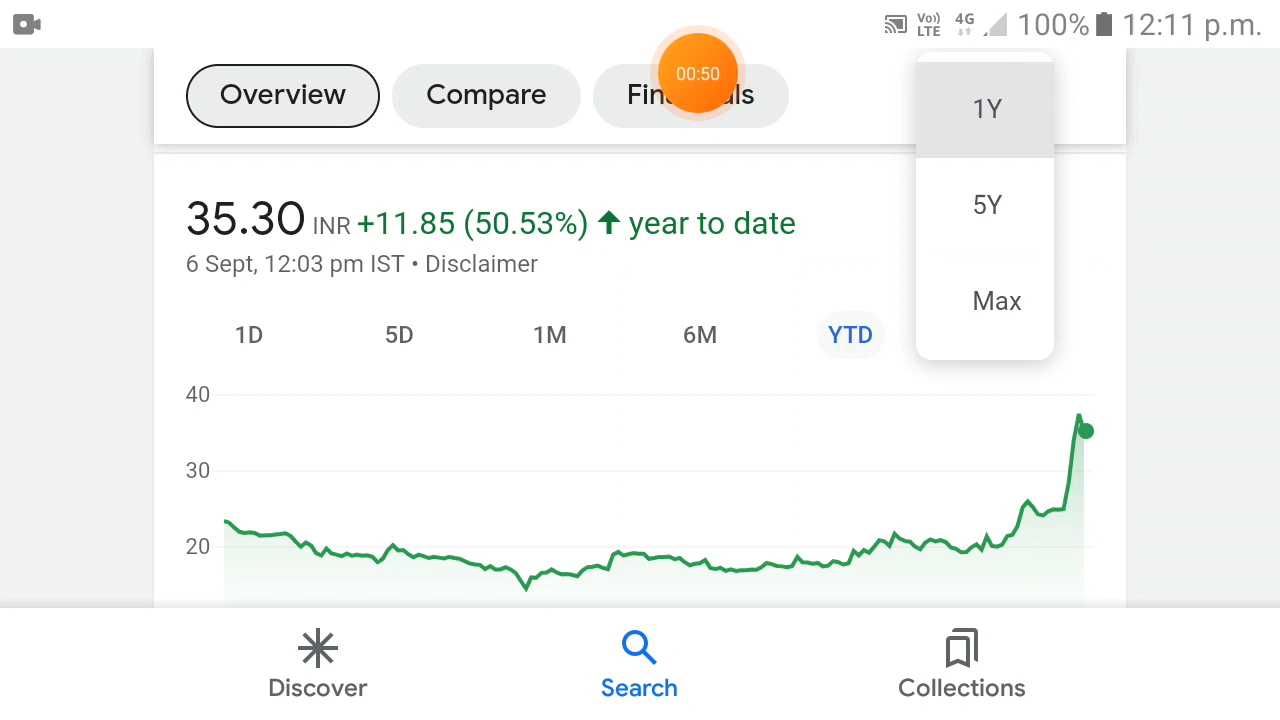 Vo)) LTE 4G 100% 12:11 p.m.
Overview Compare Fin ls
00:50
1Y
5Y
Max
35.30 INR +11.85 (50.53%) ↑ year to date
6 Sept, 12:03 pm IST • Disclaimer
1D 5D 1M 6M YTD
40
30
20
Discover Search Collections